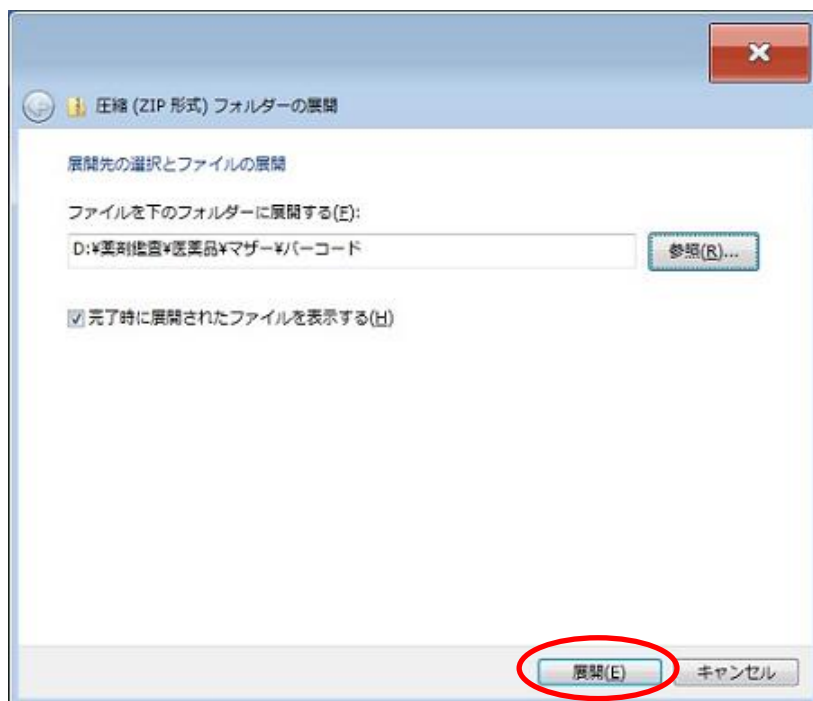 圧縮 (ZIP 形式) フォルダーの展開
展開先の選択とファイルの展開
ファイルを下のフォルダーに展開する(F):
D:¥薬剤鑑査¥医薬品¥マザー¥バーコード
参照(R)...
完了時に展開されたファイルを表示する(H)
展開(E)
キャンセル